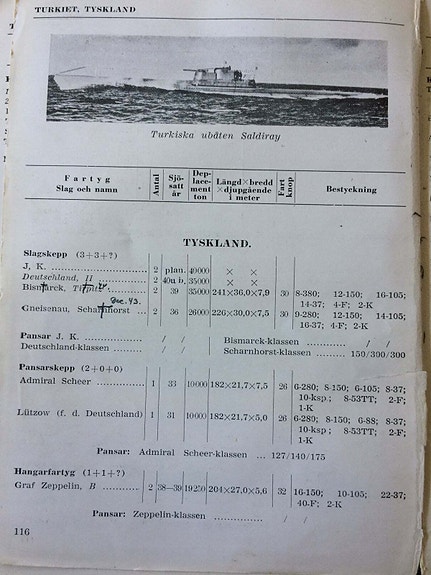 TURKIET, TYSKLAND
Turkiska ubåten Saldiray
Fartyg Slag och namn | Antal | Sjösatt år | Deplacement ton | Längd×bredd ×djupgående i meter | Fart knop | Bestyckning
TYSKLAND.
Slagskepp (3+3+?)
J, K. 2 plan. 40000 × ×
Deutschland, H 2 40a b. 35000 × ×
Bismarck, Tirpitz 2 39 35000 241×36,0×7,9 30 8-380; 12-150; 16-105;
14-37; 4-F; 2-K
Dec. 43.
Gneisenau, Scharnhorst ... 2 36 26000 226×30,0×7,5 30 9-280; 12-150; 14-105;
16-37; 4-F; 2-K
Pansar J, K. / / Bismarck-klassen / /
Deutschland-klassen / / Scharnhorst-klassen 150/300/300
Pansarskepp (2+0+0)
Admiral Scheer 1 33 10000 182×21,7×7,5 26 6-280; 8-150; 6-105; 8-37;
10-ksp; 8-53TT; 2-F;
1-K
Lützow (f. d. Deutschland) 1 31 10000 182×21,7×5,0 26 6-280; 8-150; 6-88; 8-37;
10-ksp; 8-53TT; 2-F;
1-K
Pansar: Admiral Scheer-klassen ... 127/140/175
Hangarfartyg (1+1+?)
Graf Zeppelin, B 2 38—39 19250 204×27,0×5,6 32 16-150; 10-105; 22-37;
40-F; 2-K
Pansar: Zeppelin-klassen / /
116